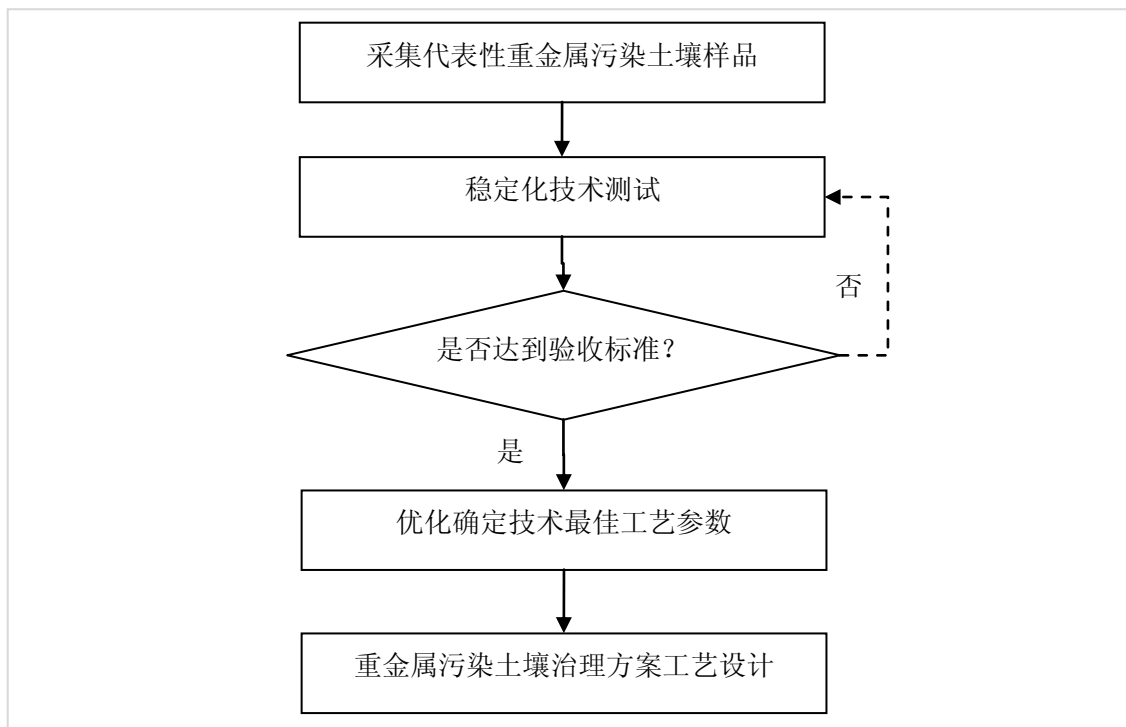 采集代表性重金属污染土壤样品
稳定化技术测试
否
是否达到验收标准？
是
优化确定技术最佳工艺参数
重金属污染土壤治理方案工艺设计